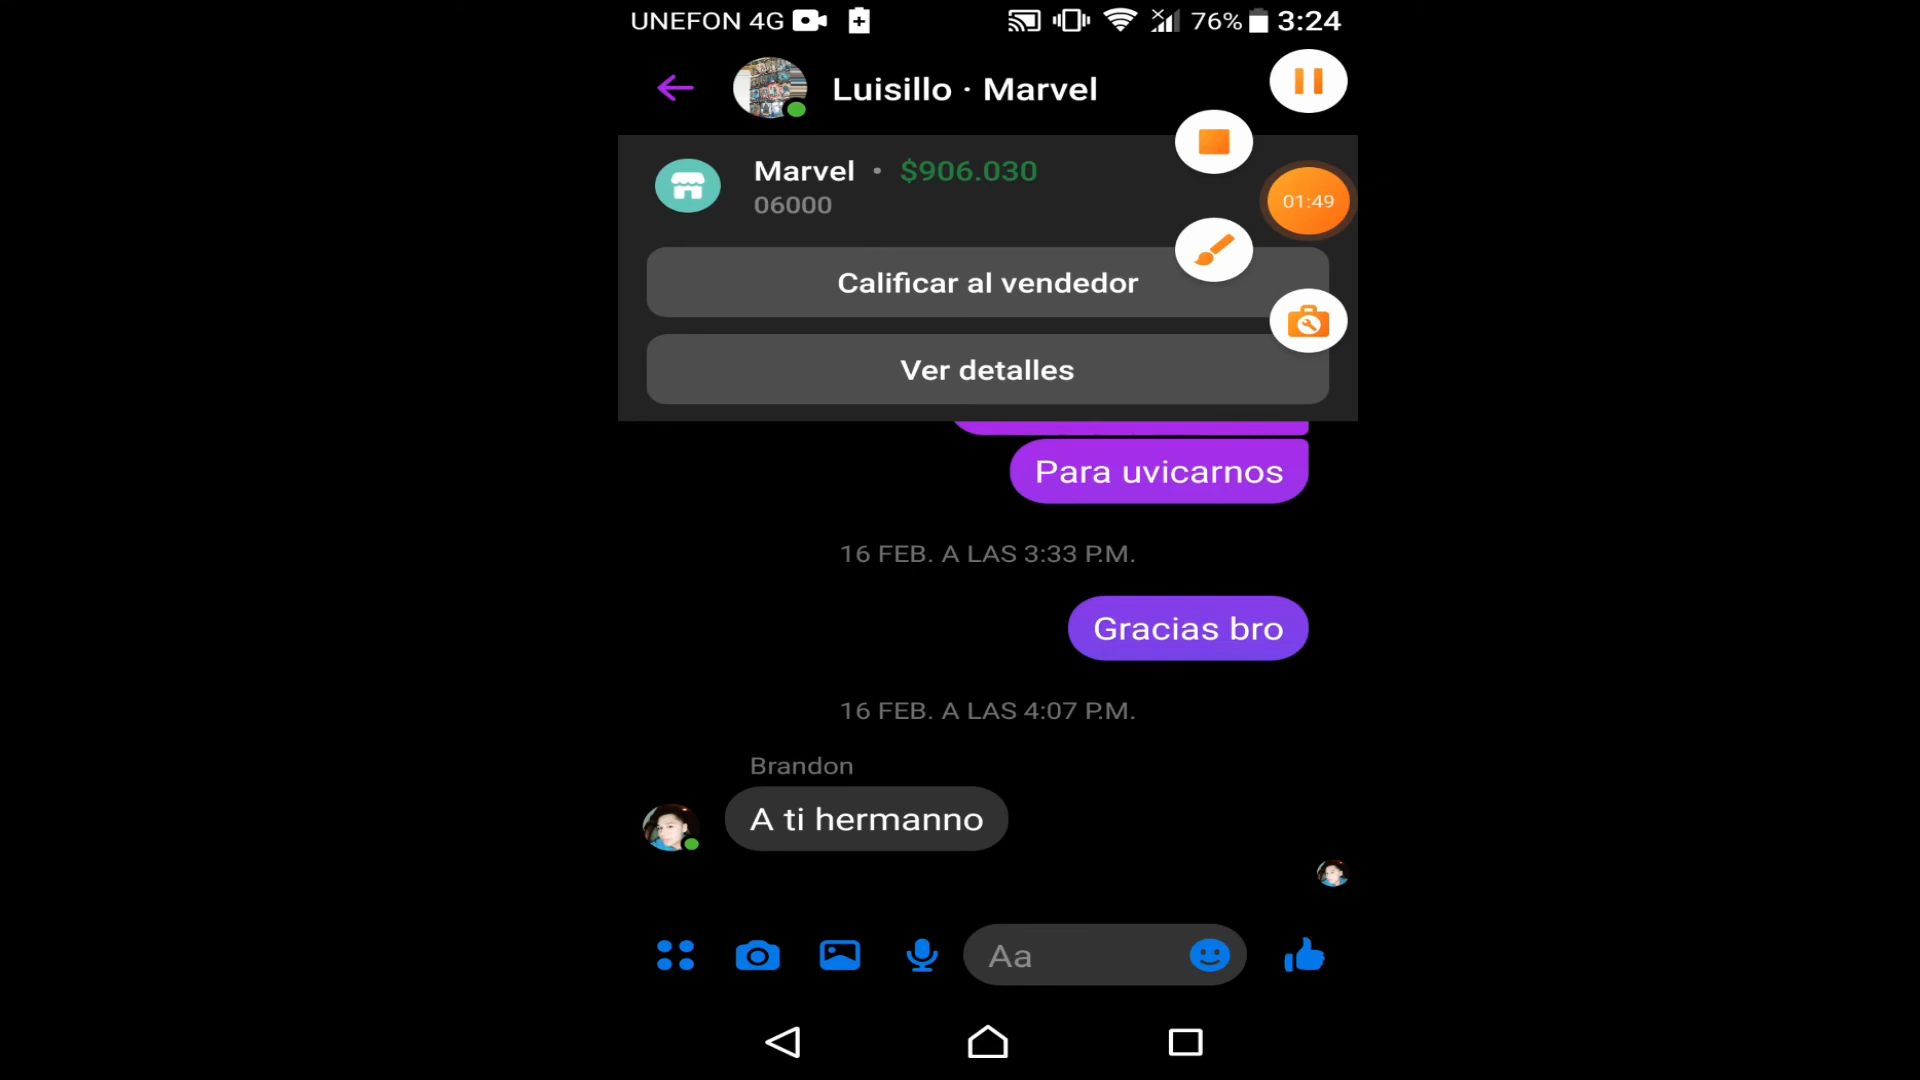 UNEFON 4G 76% 3:24
Luisillo · Marvel
Marvel • $906.030
06000
01:49
Calificar al vendedor
Ver detalles
Para uvicarnos
16 FEB. A LAS 3:33 P.M.
Gracias bro
16 FEB. A LAS 4:07 P.M.
Brandon
A ti hermanno
Aa